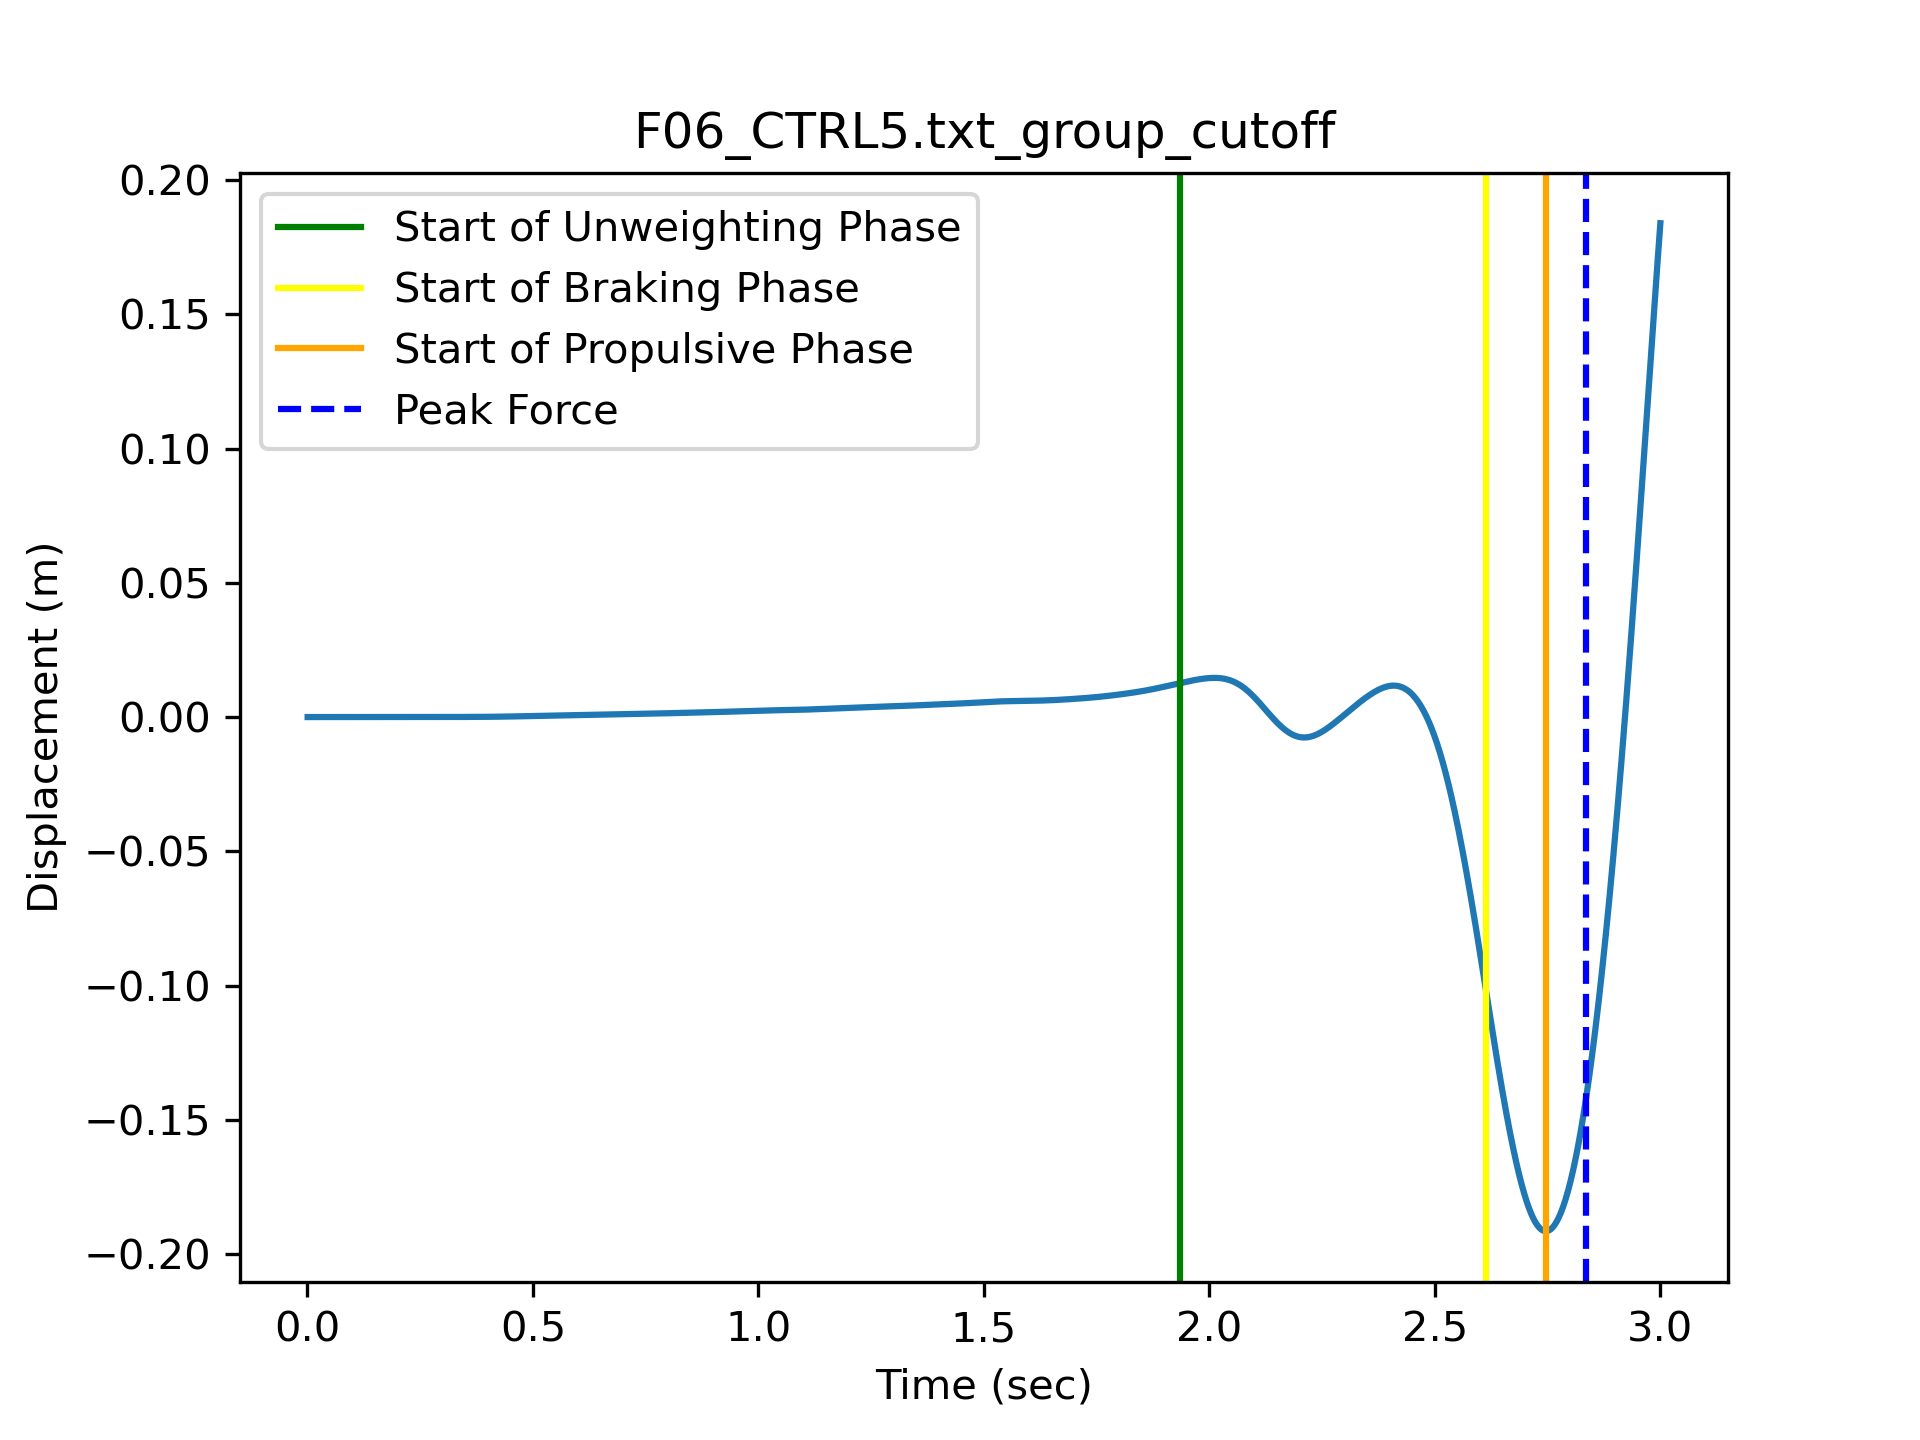 F06_CTRL5.txt_group_cutoff
0.20
0.15
0.10
0.05
0.00
−0.05
−0.10
−0.15
−0.20
Displacement (m)
Start of Unweighting Phase
Start of Braking Phase
Start of Propulsive Phase
Peak Force
0.0 0.5 1.0 1.5 2.0 2.5 3.0
Time (sec)